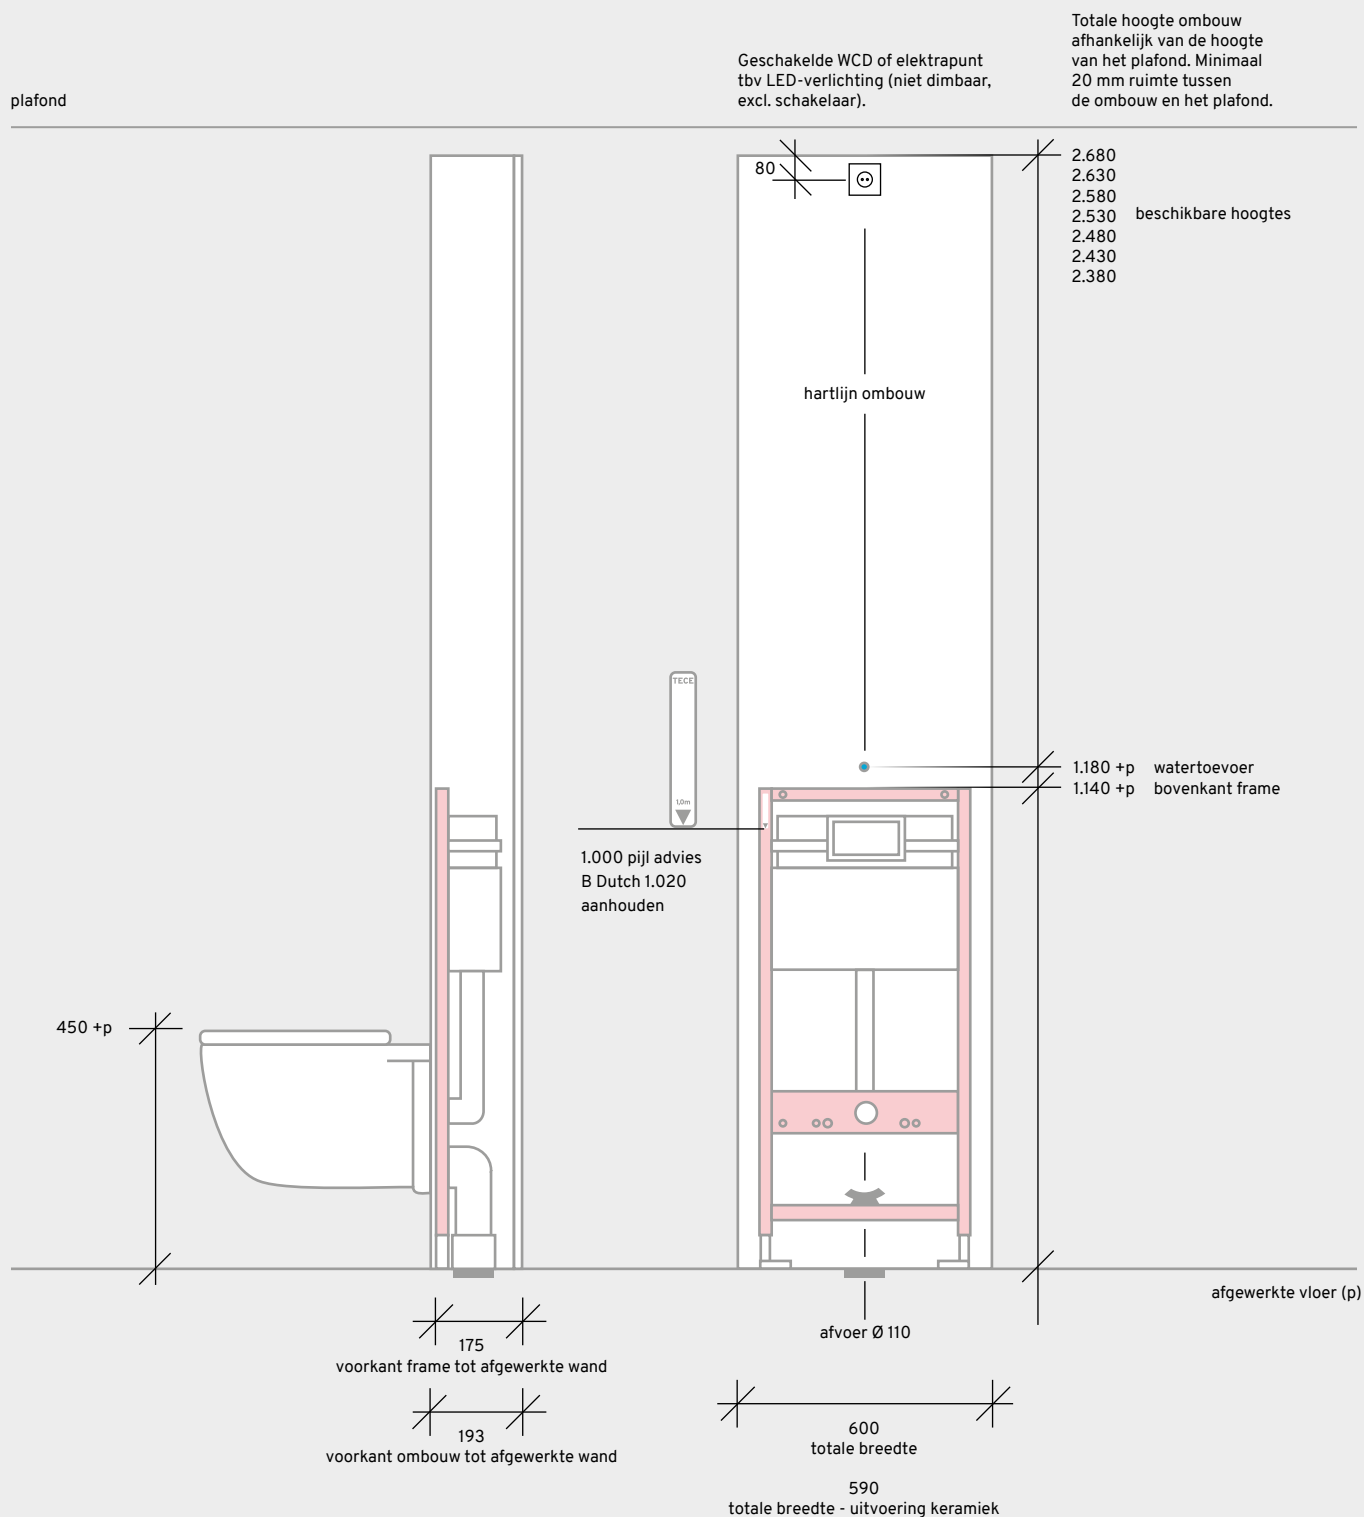 Totale hoogte ombouw
afhankelijk van de hoogte
van het plafond. Minimaal
20 mm ruimte tussen
de ombouw en het plafond.
Geschakelde WCD of elektrapunt
tbv LED-verlichting (niet dimbaar,
excl. schakelaar).
plafond
80
2.680
2.630
2.580
2.530
2.480
2.430
2.380
beschikbare hoogtes
hartlijn ombouw
TECE
1,0m
1.180 +p watertoevoer
1.140 +p bovenkant frame
1.000 pijl advies
B Dutch 1.020
aanhouden
450 +p
afgewerkte vloer (p)
afvoer Ø 110
175
voorkant frame tot afgewerkte wand
193
voorkant ombouw tot afgewerkte wand
600
totale breedte
590
totale breedte - uitvoering keramiek